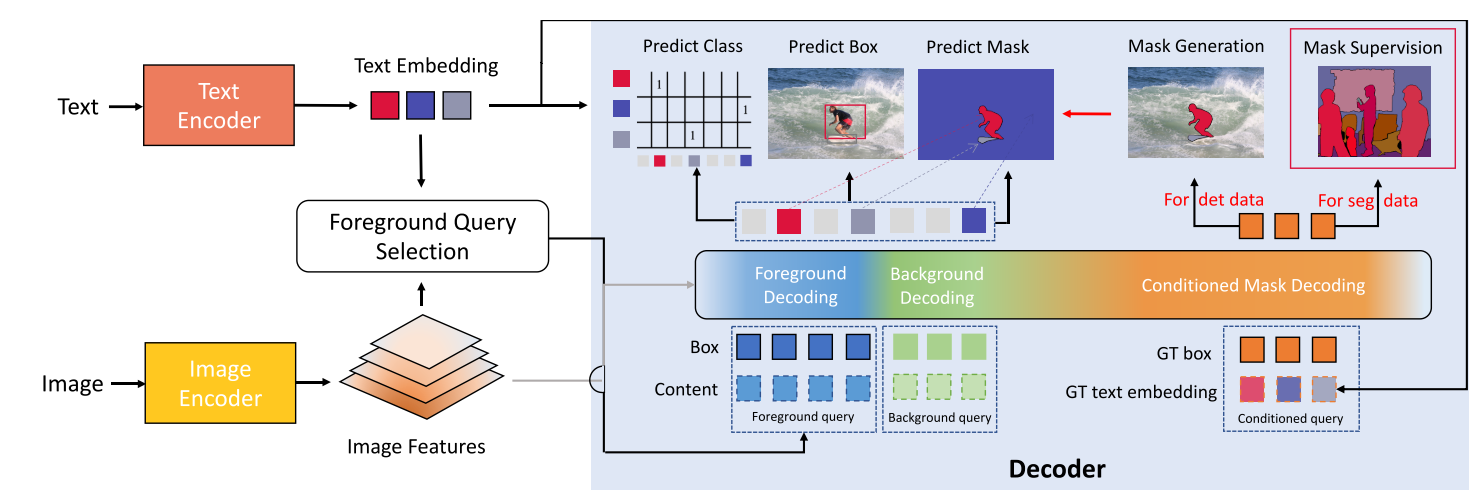 Text
Text
Encoder
Text Embedding
Foreground Query
Selection
Image
Image
Encoder
Image Features
Predict Class
1
1
1
Predict Box
Predict Mask
Mask Generation
Mask Supervision
For det data
For seg data
Foreground
Decoding
Background
Decoding
Conditioned Mask Decoding
Box
Content
Foreground query
Background query
GT box
GT text embedding
Conditioned query
Decoder